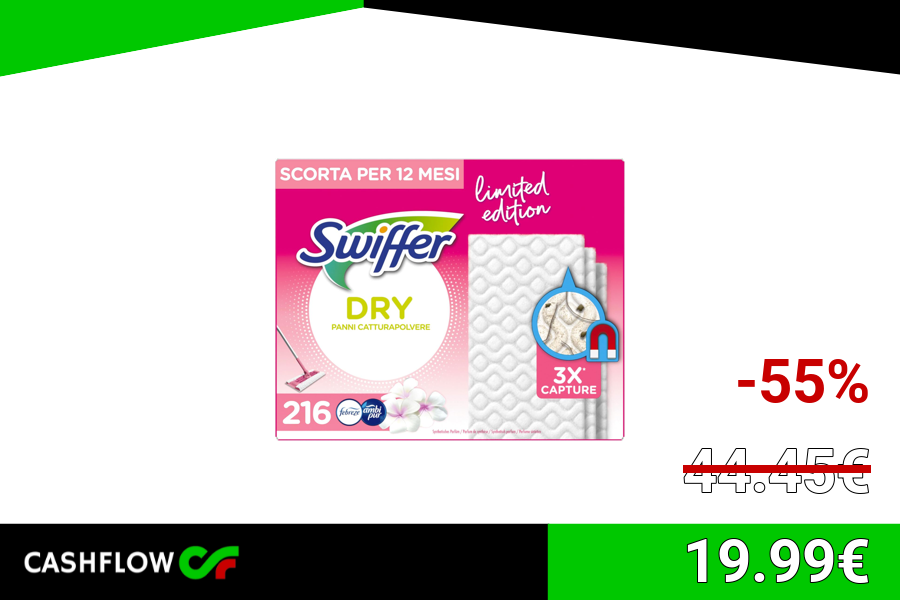 SCORTA PER 12 MESI
limited
edition
Swiffer
DRY
PANNI CATTURAPOLVERE
3X*
CAPTURE
216
febreze
ambi
pur
-55%
44.45€
19.99€
CASHFLOW